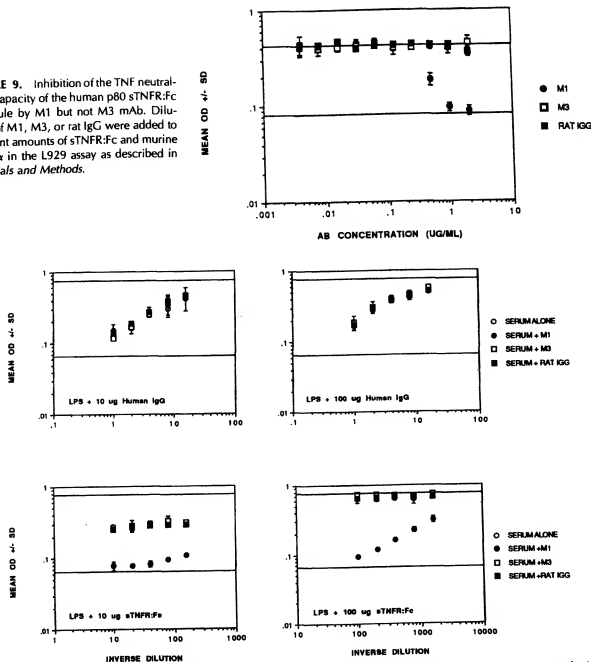 E 9. Inhibition of the TNF neutral-
apacity of the human p80 sTNFR:Fc
ule by M1 but not M3 mAb. Dilu-
f M1, M3, or rat IgG were added to
nt amounts of sTNFR:Fc and murine
α in the L929 assay as described in
als and Methods.
MEAN OD +/- SD
1
.1
.01
.001 .01 .1 1 10
AB CONCENTRATION (UG/ML)
M1
M3
RAT IGG
MEAN OD +/- SD
1
.1
.01
.1 1 10 100
LPS + 10 ug Human IgG
1
.1
.01
.1 1 10 100
LPS + 100 ug Human IgG
SERUM ALONE
SERUM + M1
SERUM + M3
SERUM + RAT IGG
MEAN OD +/- SD
1
.1
.01
1 10 100 1000
LPS + 10 ug sTNFR:Fc
INVERSE DILUTION
1
.1
.01
10 100 1000 10000
LPS + 100 ug sTNFR:Fc
INVERSE DILUTION
SERUM ALONE
SERUM +M1
SERUM + M3
SERUM +RAT IGG